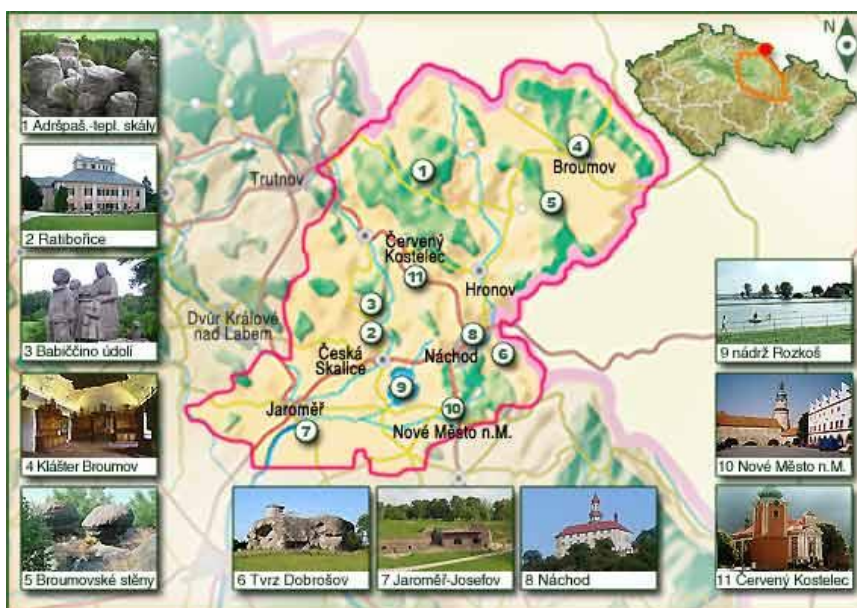 1 Adršpaš.-tepl. skály
2 Ratibořice
3 Babiččino údolí
4 Klášter Broumov
5 Broumovské stěny
6 Tvrz Dobrošov
7 Jaroměř-Josefov
8 Náchod
9 nádrž Rozkoš
10 Nové Město n.M.
11 Červený Kostelec
N
Trutnov
1
4
Broumov
5
Červený
Kostelec
11
Hronov
3
Dvůr Králové
nad Labem
2
8
Náchod
6
Česká
Skalice
9
Jaroměř
10
7
Nové Město n.M.